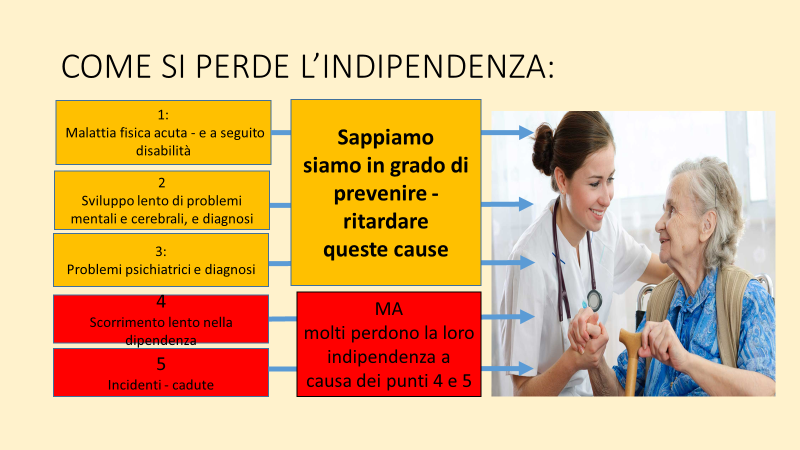 COME SI PERDE L’INDIPENDENZA:
1:
Malattia fisica acuta - e a seguito
disabilità
2
Sviluppo lento di problemi
mentali e cerebrali, e diagnosi
3:
Problemi psichiatrici e diagnosi
4
Scorrimento lento nella
dipendenza
5
Incidenti - cadute
Sappiamo
siamo in grado di
prevenire -
ritardare
queste cause
MA
molti perdono la loro
indipendenza a
causa dei punti 4 e 5